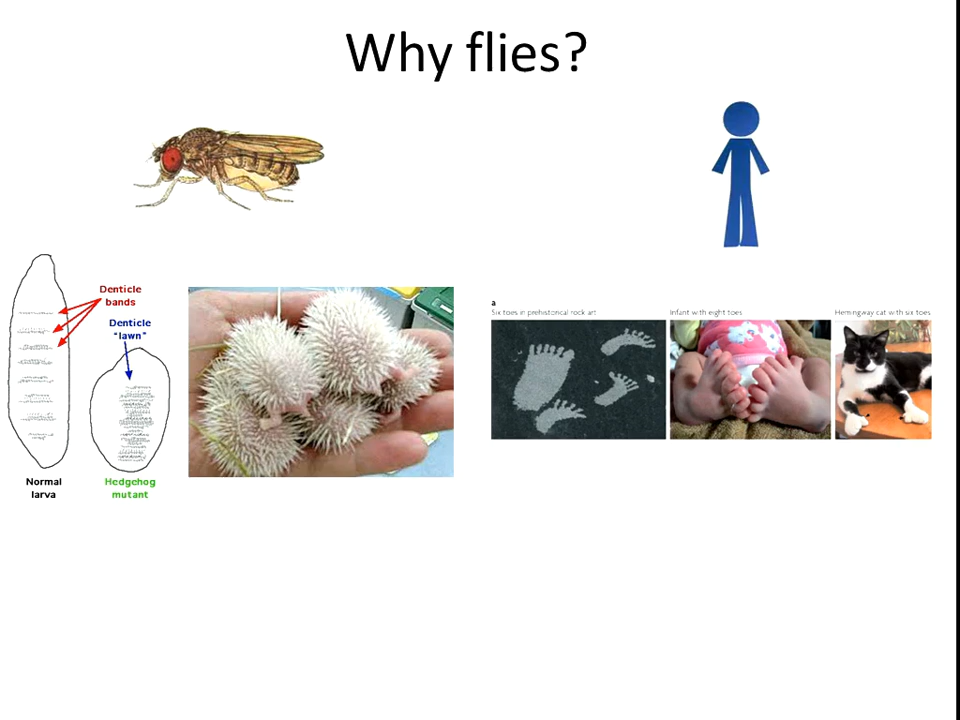 Why flies?
Denticle
bands
Denticle
"lawn"
Normal
larva
Hedgehog
mutant
a
Six toes in prehistorical rock art
Infant with eight toes
Hemingway cat with six toes